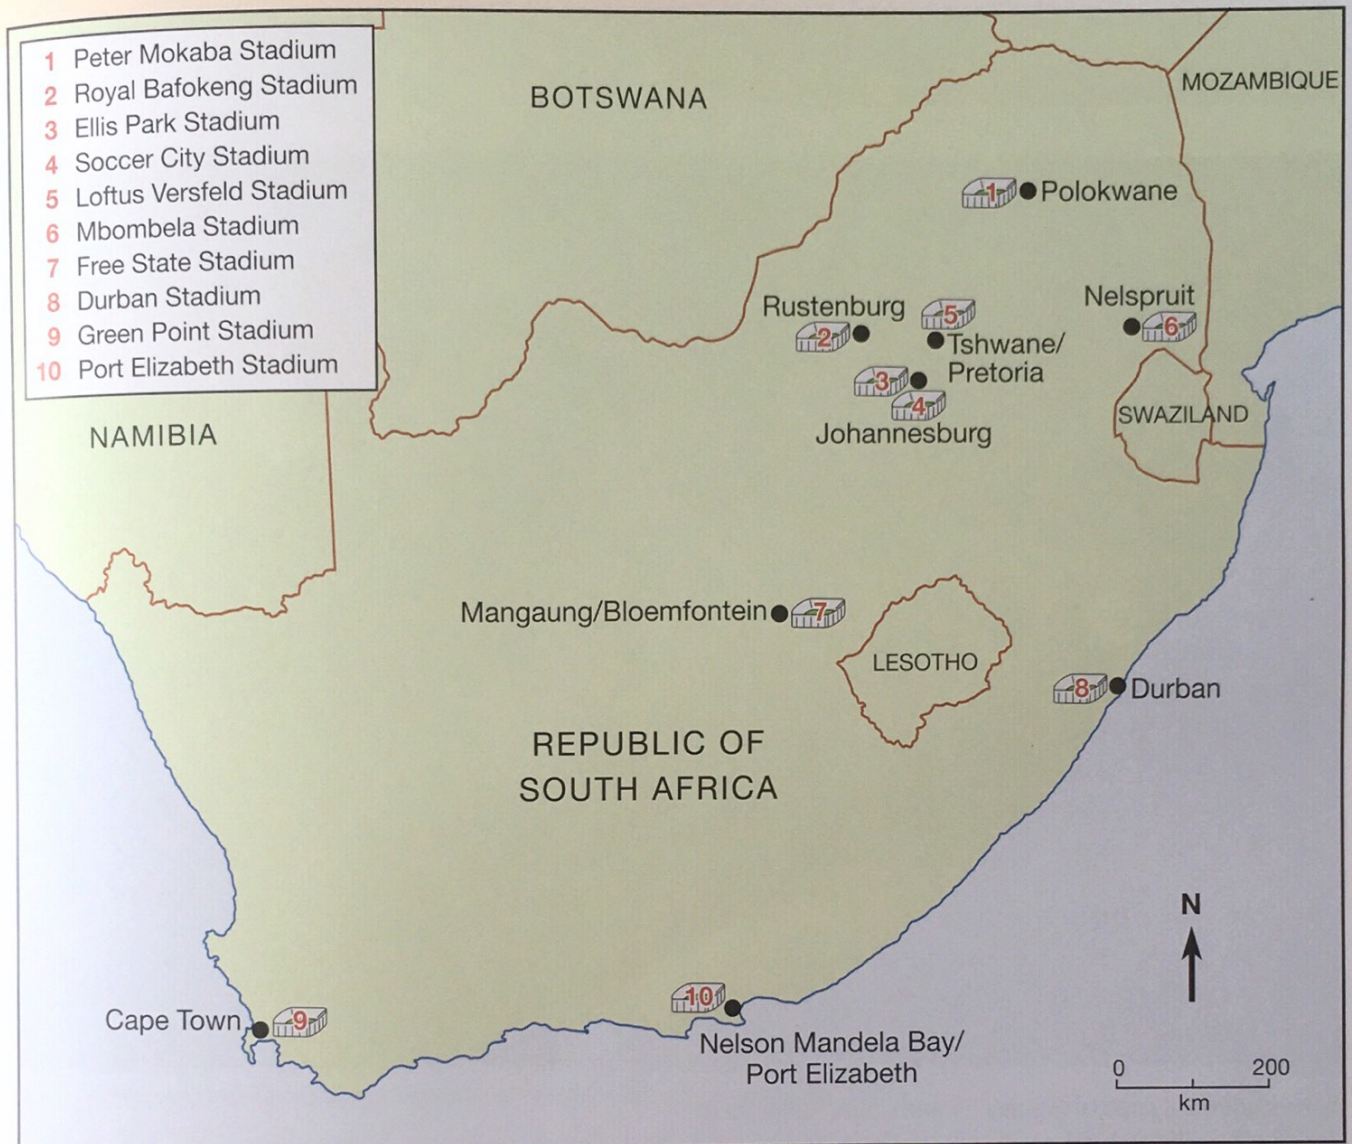 1 Peter Mokaba Stadium
2 Royal Bafokeng Stadium
3 Ellis Park Stadium
4 Soccer City Stadium
5 Loftus Versfeld Stadium
6 Mbombela Stadium
7 Free State Stadium
8 Durban Stadium
9 Green Point Stadium
10 Port Elizabeth Stadium
BOTSWANA
MOZAMBIQUE
1 Polokwane
Nelspruit
6
Rustenburg
2
5
Tshwane/
Pretoria
3
4
Johannesburg
SWAZILAND
NAMIBIA
Mangaung/Bloemfontein 7
LESOTHO
8 Durban
REPUBLIC OF
SOUTH AFRICA
N
Cape Town 9
10
Nelson Mandela Bay/
Port Elizabeth
0 200
km